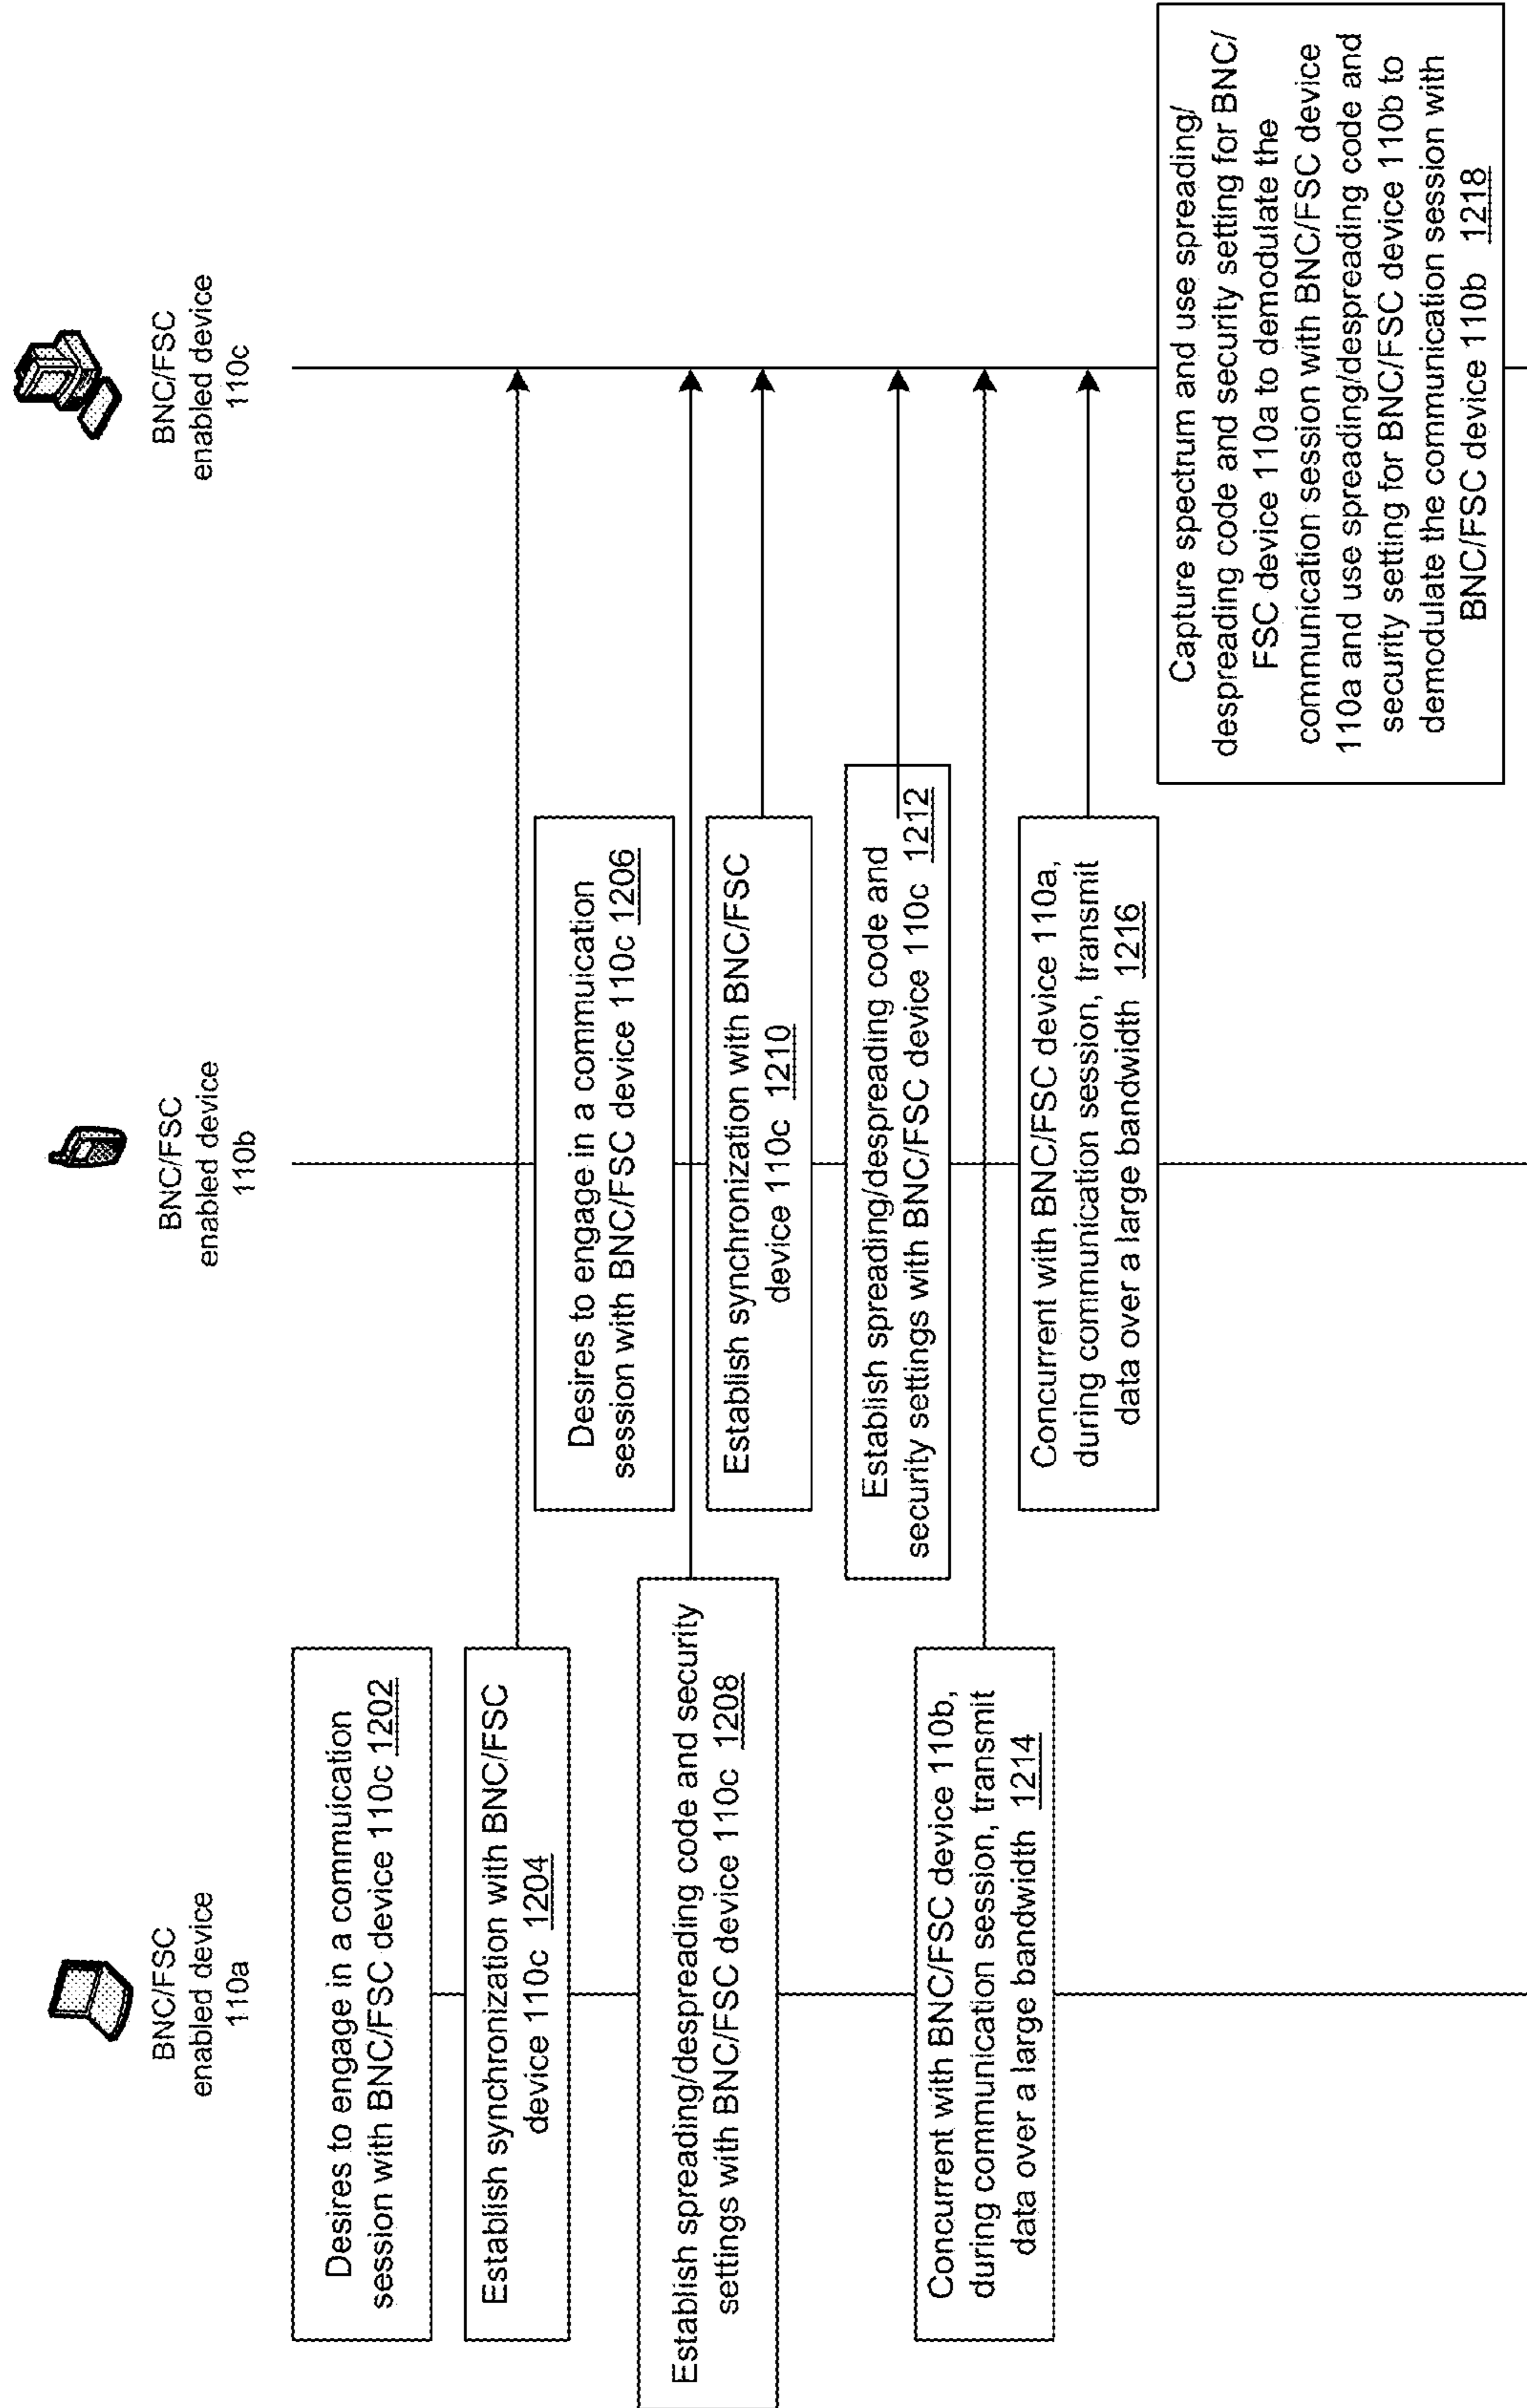 BNC/FSC
enabled device
110a
BNC/FSC
enabled device
110b
BNC/FSC
enabled device
110c
Desires to engage in a commuication
session with BNC/FSC device 110c 1202
Establish synchronization with BNC/FSC
device 110c 1204
Desires to engage in a commuication
session with BNC/FSC device 110c 1206
Establish spreading/despreading code and security
settings with BNC/FSC device 110c 1208
Establish synchronization with BNC/FSC
device 110c 1210
Establish spreading/despreading code and
security settings with BNC/FSC device 110c 1212
Concurrent with BNC/FSC device 110b,
during communication session, transmit
data over a large bandwidth 1214
Concurrent with BNC/FSC device 110a,
during communication session, transmit
data over a large bandwidth 1216
Capture spectrum and use spreading/
despreading code and security setting for BNC/
FSC device 110a to demodulate the
communication session with BNC/FSC device
110a and use spreading/despreading code and
security setting for BNC/FSC device 110b to
demodulate the communication session with
BNC/FSC device 110b 1218